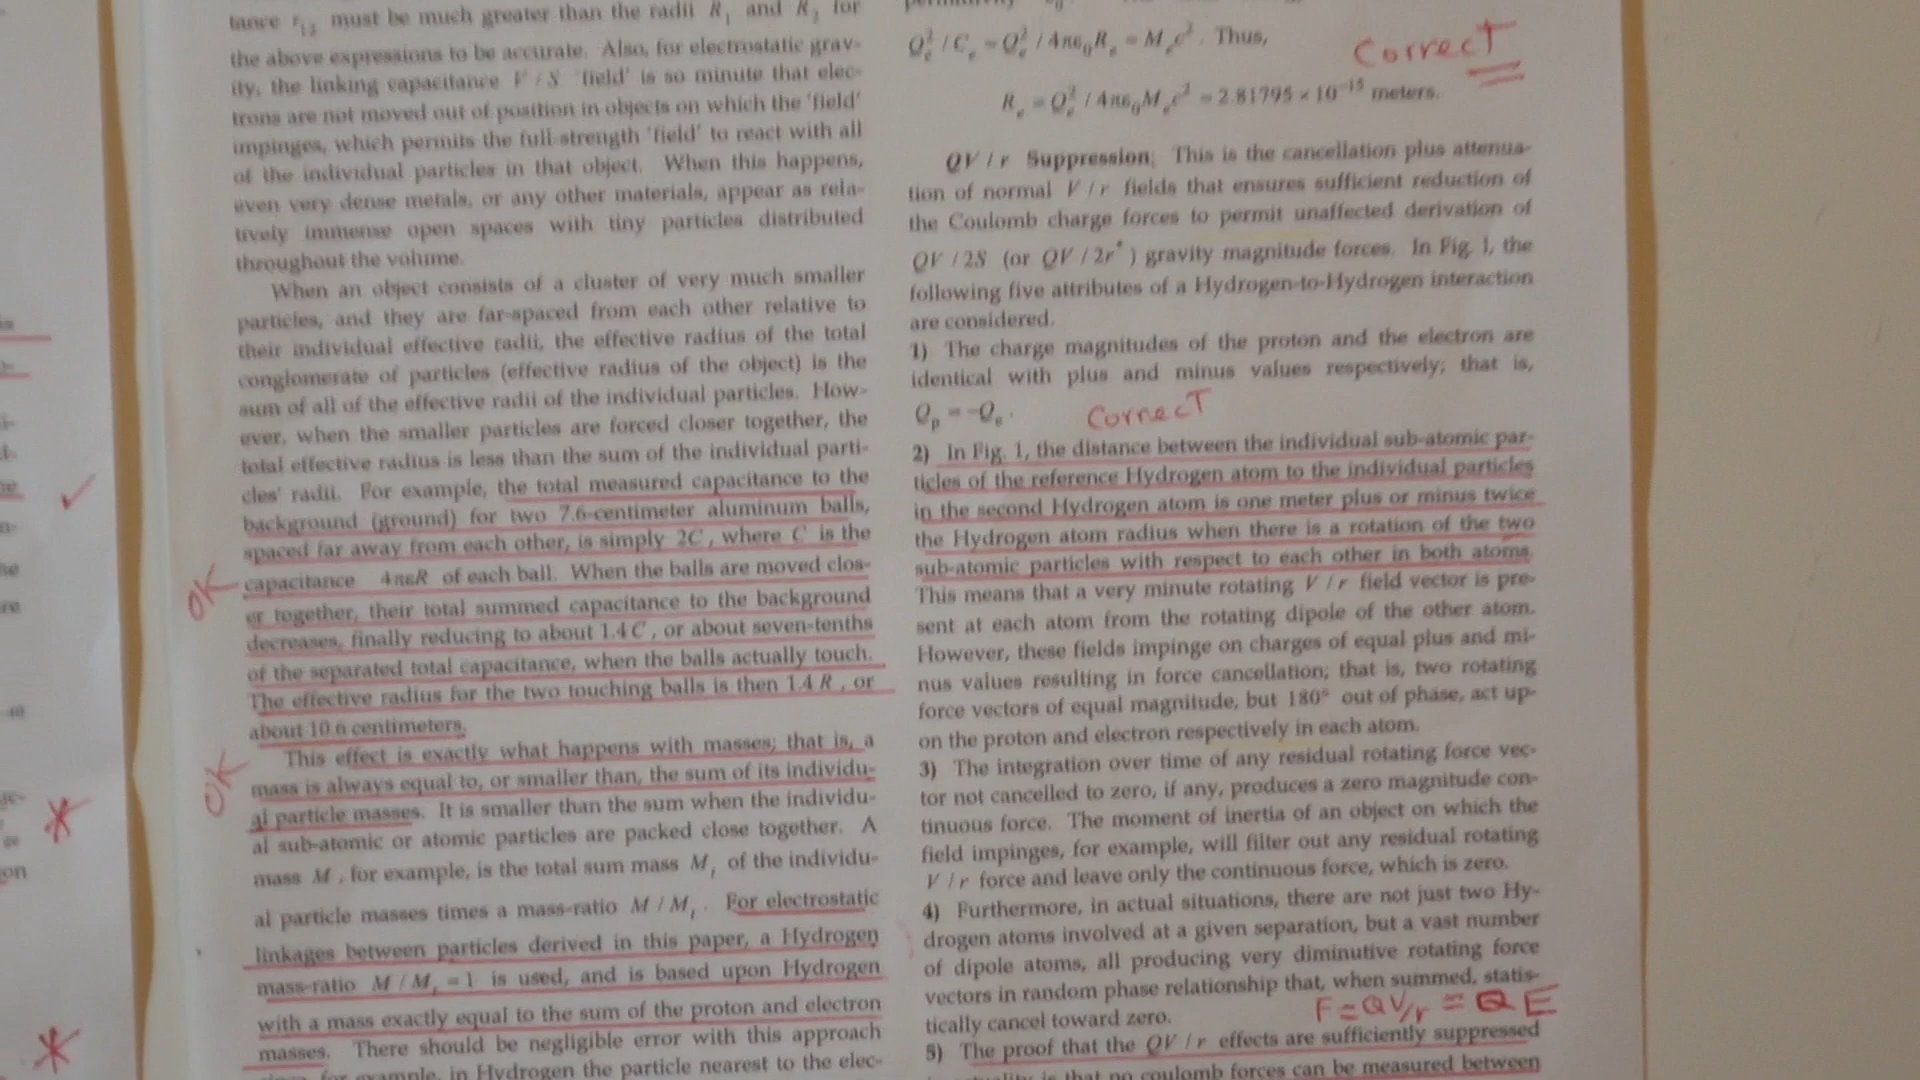 tance r₁₂ must be much greater than the radii R₁ and R₂ for
the above expressions to be accurate. Also, for electrostatic grav-
ity, the linking capacitance V / S 'field' is so minute that elec-
trons are not moved out of position in objects on which the 'field'
impinges, which permits the full-strength 'field' to react with all
of the individual particles in that object. When this happens,
even very dense metals, or any other materials, appear as rela-
tively immense open spaces with tiny particles distributed
throughout the volume.
When an object consists of a cluster of very much smaller
particles, and they are far-spaced from each other relative to
their individual effective radii, the effective radius of the total
conglomerate of particles (effective radius of the object) is the
sum of all of the effective radii of the individual particles. How-
ever, when the smaller particles are forced closer together, the
total effective radius is less than the sum of the individual parti-
cles' radii. For example, the total measured capacitance to the
background (ground) for two 7.6-centimeter aluminum balls,
spaced far away from each other, is simply 2C, where C is the
OK
capacitance 4πεR of each ball. When the balls are moved clos-
er together, their total summed capacitance to the background
decreases, finally reducing to about 1.4C, or about seven-tenths
of the separated total capacitance, when the balls actually touch.
The effective radius for the two touching balls is then 1.4R, or
about 10.6 centimeters.
OK
This effect is exactly what happens with masses; that is, a
mass is always equal to, or smaller than, the sum of its individu-
al particle masses. It is smaller than the sum when the individu-
al sub-atomic or atomic particles are packed close together. A
mass M, for example, is the total sum mass Mₜ of the individu-
al particle masses times a mass-ratio M / Mₜ. For electrostatic
linkages between particles derived in this paper, a Hydrogen
mass-ratio M / Mₜ = 1 is used, and is based upon Hydrogen
with a mass exactly equal to the sum of the proton and electron
masses. There should be negligible error with this approach
for example, in Hydrogen the particle nearest to the elec-
Qₑ² / Cₑ = Qₑ² / 4πε₀Rₑ = Mₑc². Thus,
CorrecT
Rₑ = Qₑ² / 4πε₀Mₑc² = 2.81795 × 10⁻¹⁵ meters.
QV / r Suppression; This is the cancellation plus attenua-
tion of normal V / r fields that ensures sufficient reduction of
the Coulomb charge forces to permit unaffected derivation of
QV / 2S (or QV / 2r*) gravity magnitude forces. In Fig. 1, the
following five attributes of a Hydrogen-to-Hydrogen interaction
are considered.
1) The charge magnitudes of the proton and the electron are
identical with plus and minus values respectively; that is,
Qₚ = -Qₑ.
CorrecT
2) In Fig. 1, the distance between the individual sub-atomic par-
ticles of the reference Hydrogen atom to the individual particles
in the second Hydrogen atom is one meter plus or minus twice
the Hydrogen atom radius when there is a rotation of the two
sub-atomic particles with respect to each other in both atoms.
This means that a very minute rotating V / r field vector is pre-
sent at each atom from the rotating dipole of the other atom.
However, these fields impinge on charges of equal plus and mi-
nus values resulting in force cancellation; that is, two rotating
force vectors of equal magnitude, but 180° out of phase, act up-
on the proton and electron respectively in each atom.
3) The integration over time of any residual rotating force vec-
tor not cancelled to zero, if any, produces a zero magnitude con-
tinuous force. The moment of inertia of an object on which the
field impinges, for example, will filter out any residual rotating
V / r force and leave only the continuous force, which is zero.
4) Furthermore, in actual situations, there are not just two Hy-
drogen atoms involved at a given separation, but a vast number
of dipole atoms, all producing very diminutive rotating force
vectors in random phase relationship that, when summed, statis-
tically cancel toward zero.
F=QV/r = QE
5) The proof that the QV / r effects are sufficiently suppressed
is that no coulomb forces can be measured between